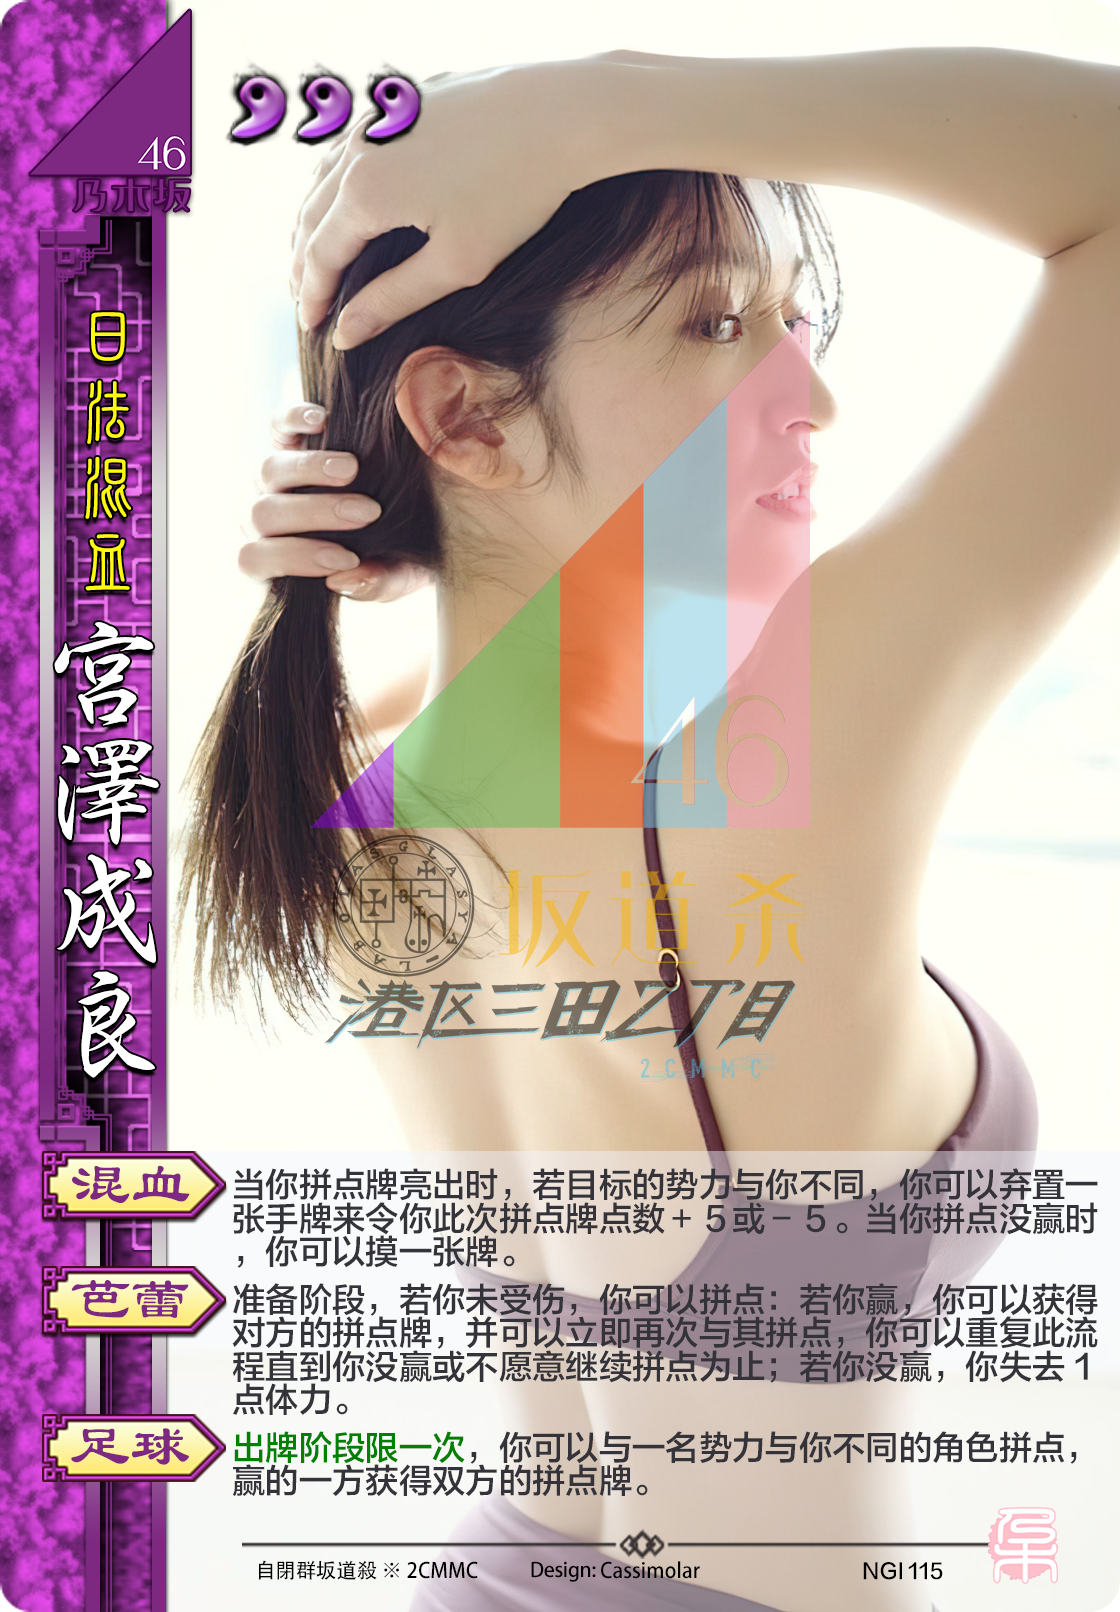 46
乃木坂
日法混血
宮澤成良
46
坂道杀
港区三田二丁目
2CMMC
混血
当你拼点牌亮出时，若目标的势力与你不同，你可以弃置一
张手牌来令你此次拼点牌点数＋５或－５。当你拼点没赢时
，你可以摸一张牌。
芭蕾
准备阶段，若你未受伤，你可以拼点：若你赢，你可以获得
对方的拼点牌，并可以立即再次与其拼点，你可以重复此流
程直到你没赢或不愿意继续拼点为止；若你没赢，你失去１
点体力。
足球
出牌阶段限一次，你可以与一名势力与你不同的角色拼点，
赢的一方获得双方的拼点牌。
自閉群坂道殺 ※ 2CMMC
Design: Cassimolar
NGI 115